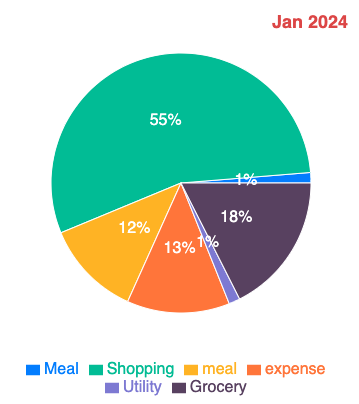 Jan 2024
55%
1%
18%
12%
1%
13%
Meal Shopping meal expense
Utility Grocery